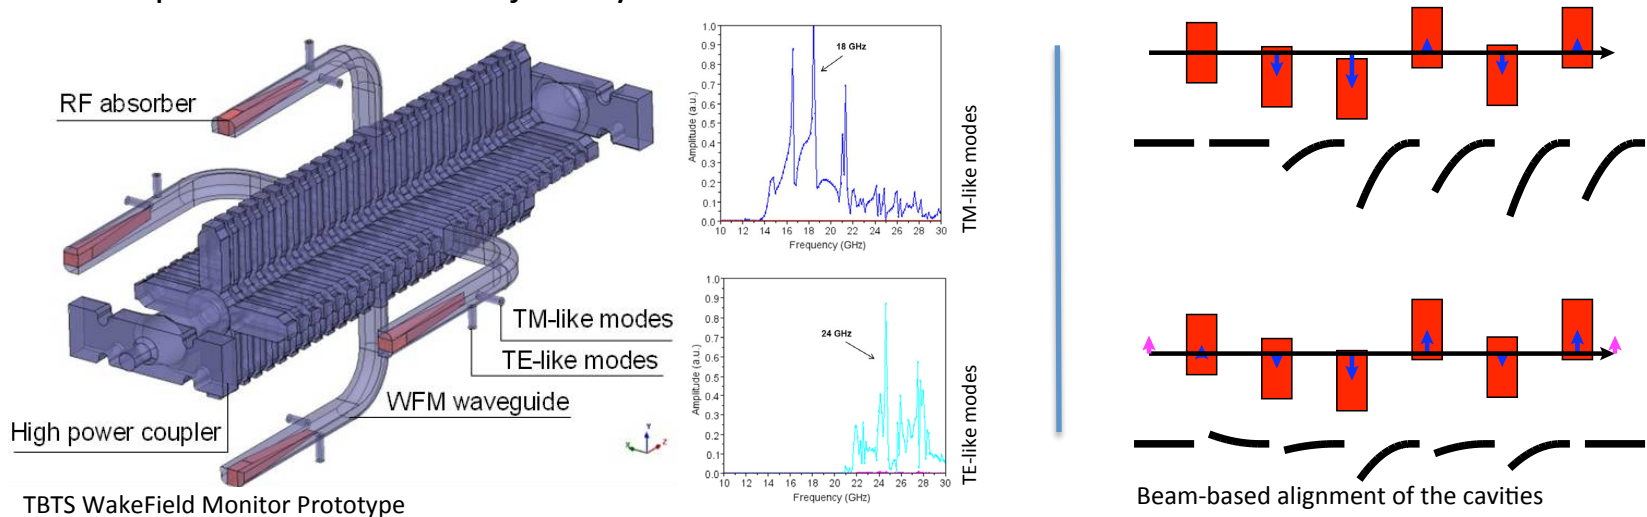 RF absorber
TM-like modes
TE-like modes
WFM waveguide
High power coupler
TBTS WakeField Monitor Prototype
Amplitude (a.u.)
1.0
0.9
0.8
0.7
0.6
0.5
0.4
0.3
0.2
0.1
0.0
18 GHz
10 12 14 16 18 20 22 24 26 28 30
Frequency (GHz)
TM-like modes
Amplitude (a.u.)
1.0
0.9
0.8
0.7
0.6
0.5
0.4
0.3
0.2
0.1
0.0
24 GHz
10 12 14 16 18 20 22 24 26 28 30
Frequency (GHz)
TE-like modes
Beam-based alignment of the cavities